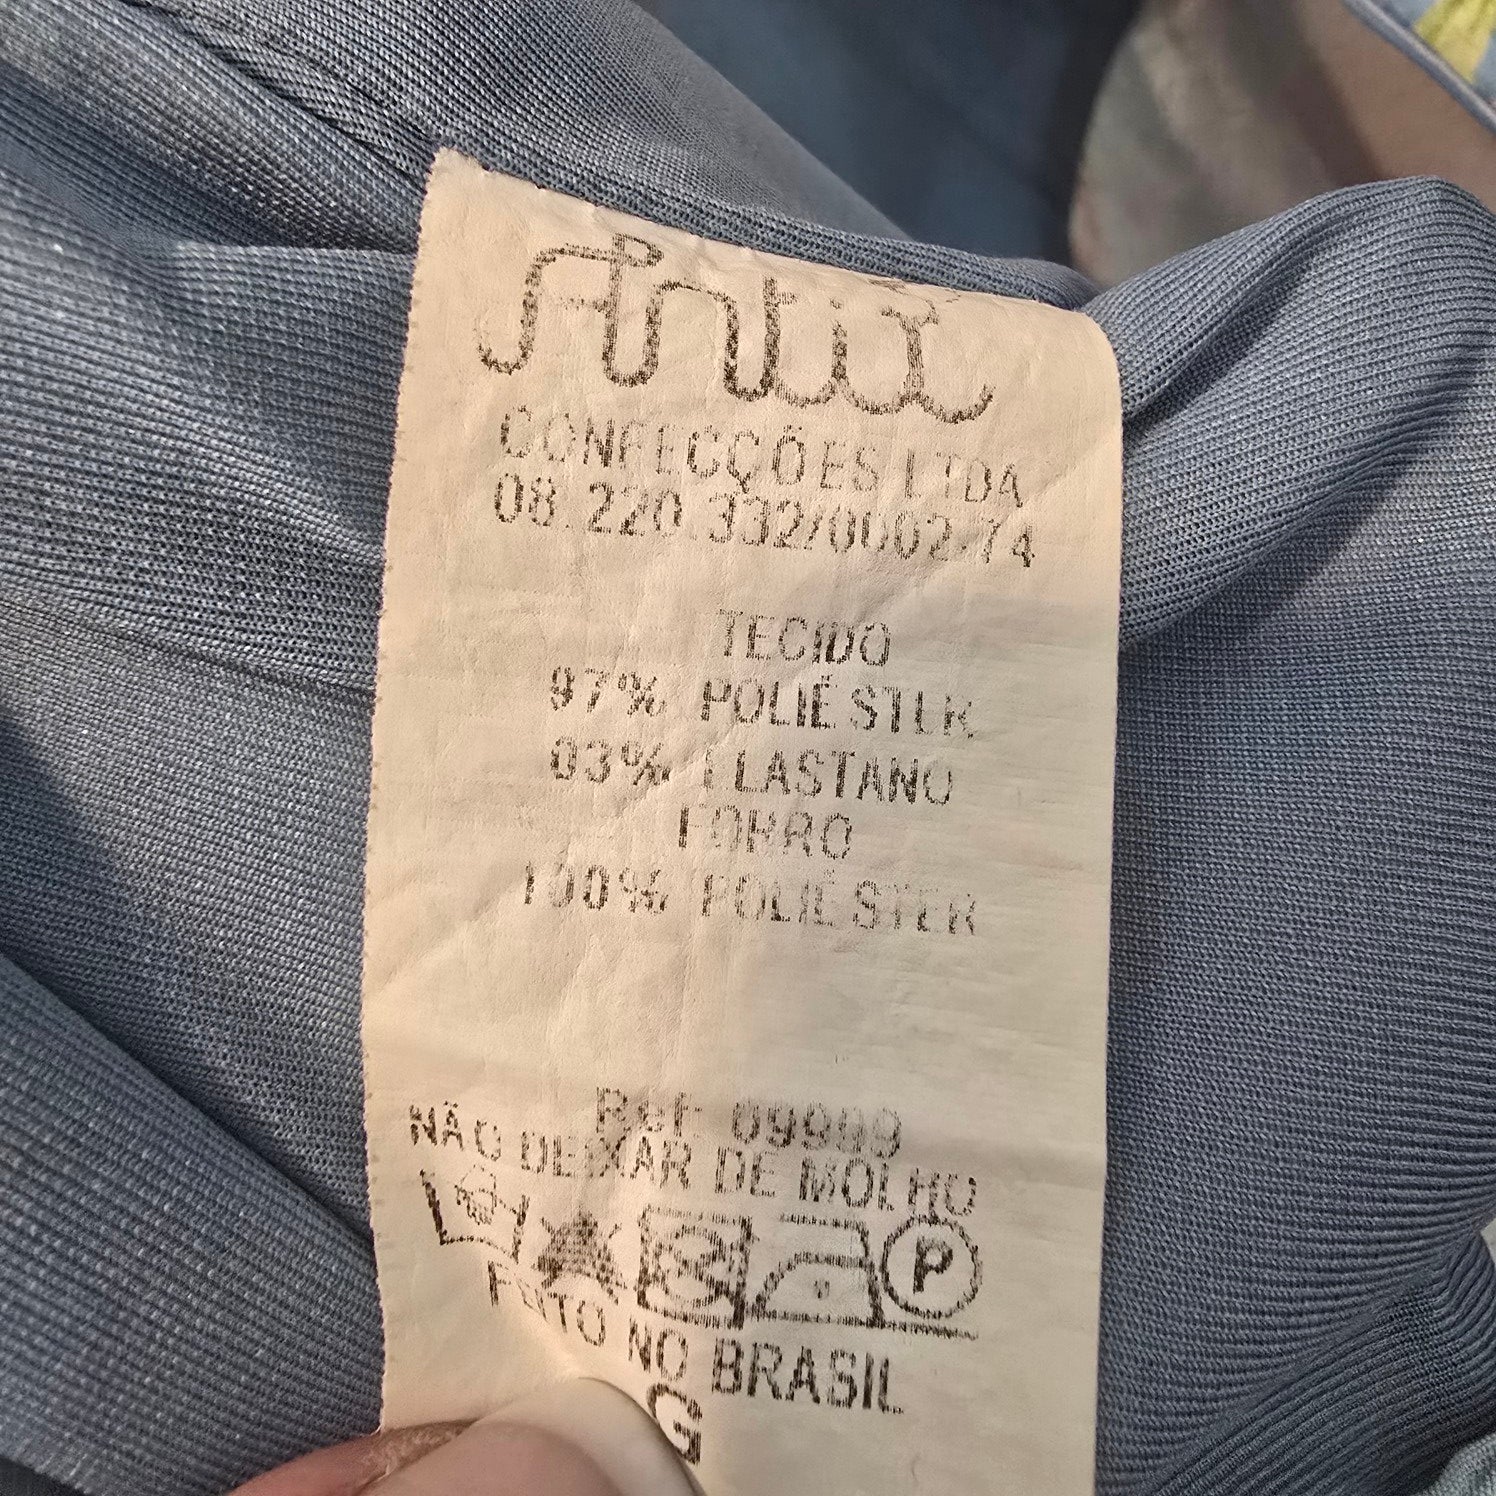 Antix
CONFECÇÕES LTDA
08.220.332/0002-74
TECIDO
97% POLIÉSTER
03% ELASTANO
FORRO
100% POLIÉSTER
Ref 09989
NÃO DEIXAR DE MOLHO
P
FEITO NO BRASIL
G